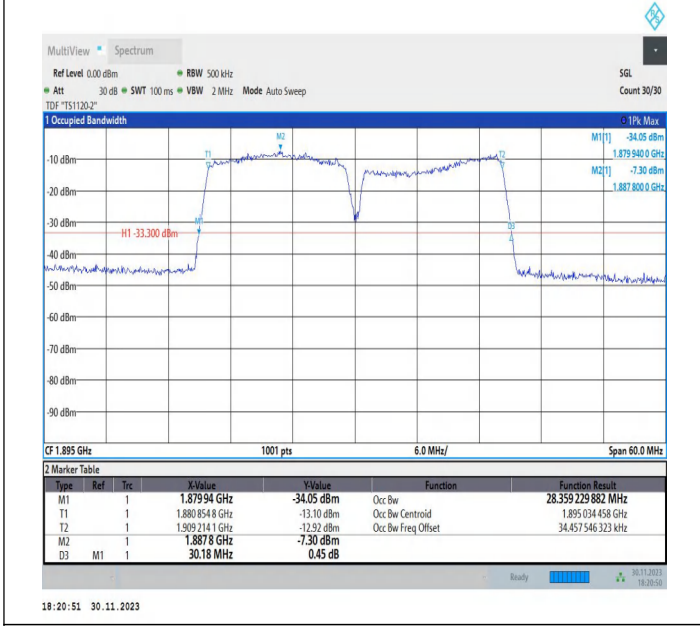 R S
MultiView Spectrum
Ref Level 0.00 dBm RBW 500 kHz SGL
Att 30 dB SWT 100 ms VBW 2 MHz Mode Auto Sweep Count 30/30
TDF "TS1120-2"
1 Occupied Bandwidth 1Pk Max
M1[1] -34.05 dBm
1.879 940 0 GHz
M2[1] -7.30 dBm
1.887 800 0 GHz
M2
T1 T2
-10 dBm
-20 dBm
-30 dBm
M1 D3
H1 -33.300 dBm
-40 dBm
-50 dBm
-60 dBm
-70 dBm
-80 dBm
-90 dBm
CF 1.895 GHz 1001 pts 6.0 MHz/ Span 60.0 MHz
2 Marker Table
Type Ref Trc X-Value Y-Value Function Function Result
M1 1 1.879 94 GHz -34.05 dBm Occ Bw 28.359 229 882 MHz
T1 1 1.880 854 8 GHz -13.10 dBm Occ Bw Centroid 1.895 034 458 GHz
T2 1 1.909 214 1 GHz -12.92 dBm Occ Bw Freq Offset 34.457 546 323 kHz
M2 1 1.887 8 GHz -7.30 dBm
D3 M1 1 30.18 MHz 0.45 dB
Ready 30.11.2023
18:20:50
18:20:51 30.11.2023